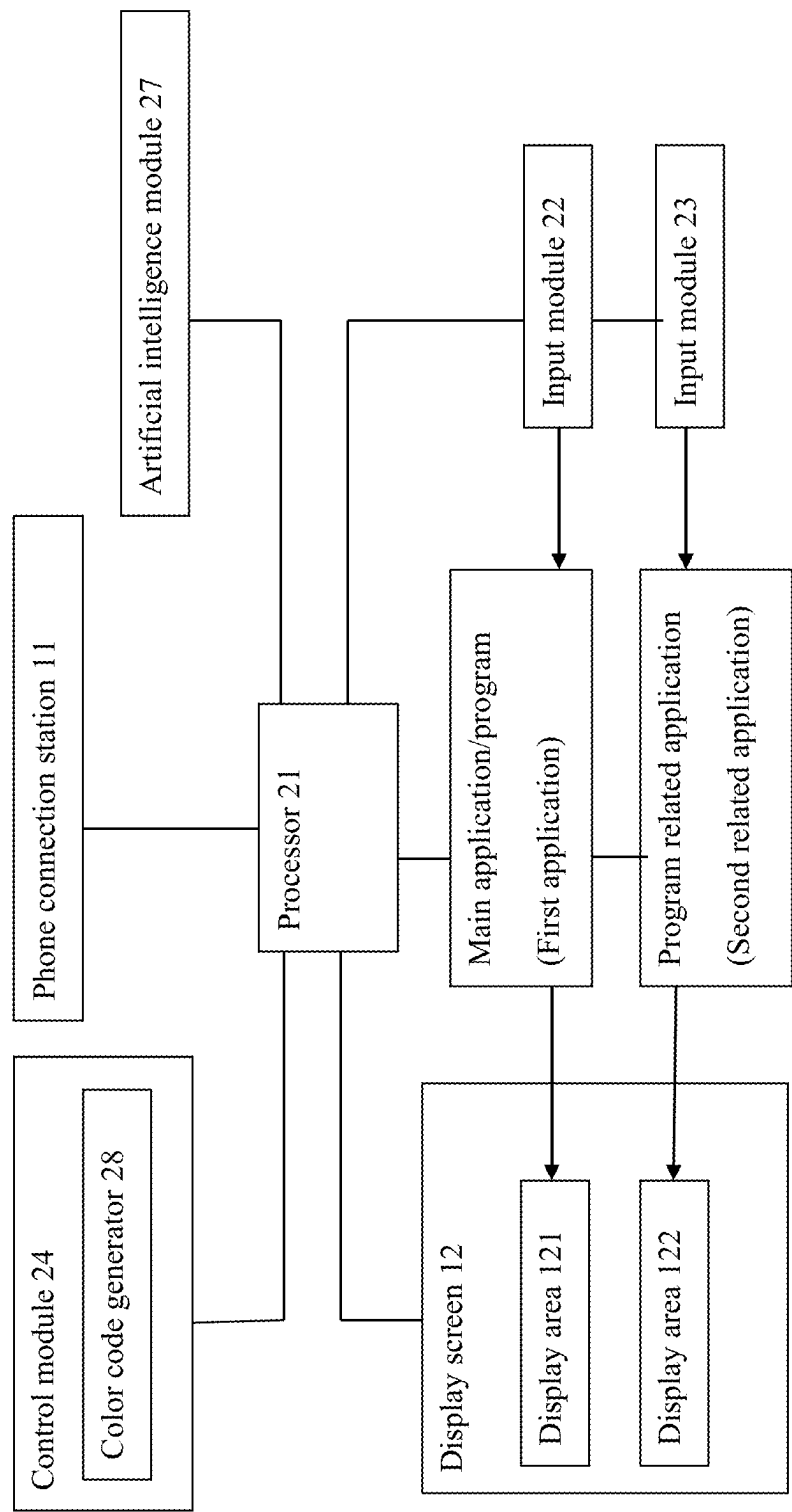 Control module 24
Color code generator 28
Phone connection station 11
Artificial intelligence module 27
Processor 21
Display screen 12
Display area 121
Display area 122
Main application/program
(First application)
Program related application
(Second related application)
Input module 22
Input module 23